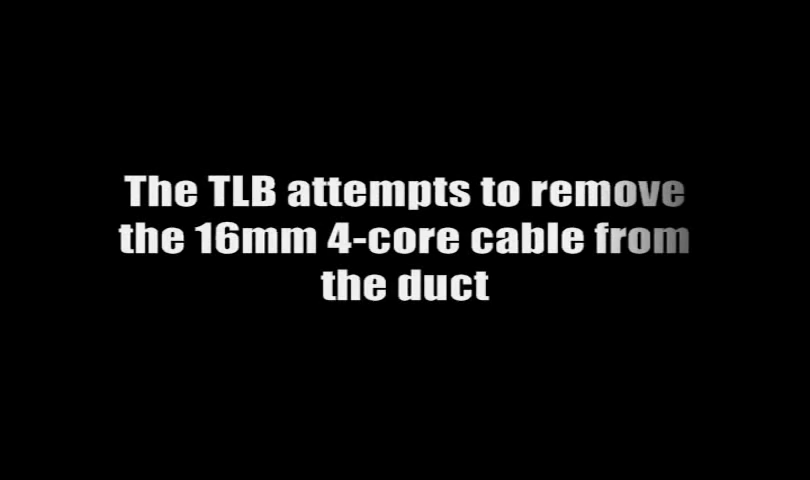 The TLB attempts to remove
the 16mm 4-core cable from
the duct